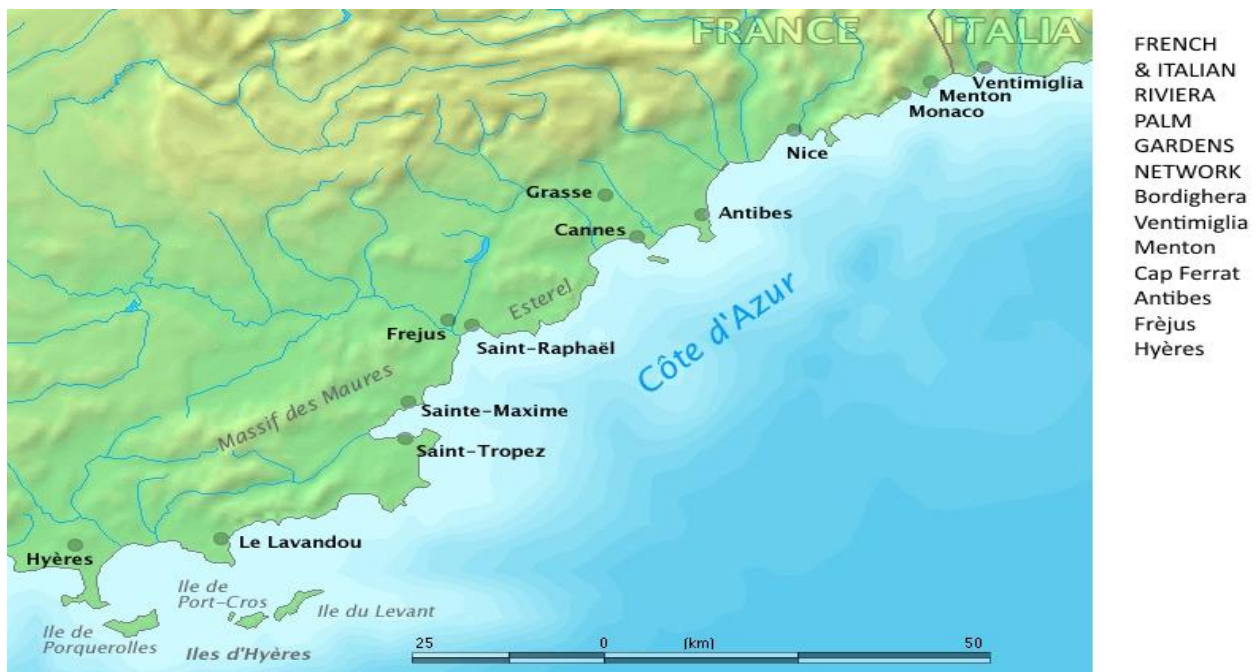 FRANCE
ITALIA
Ventimiglia
Menton
Monaco
Nice
Grasse
Antibes
Cannes
Esterel
Côte d'Azur
Frejus
Saint-Raphaël
Massif des Maures
Sainte-Maxime
Saint-Tropez
Le Lavandou
Hyères
Ile de
Port-Cros
Ile du Levant
Ile de
Porquerolles
Iles d'Hyères
25 0 [km] 50
FRENCH
& ITALIAN
RIVIERA
PALM
GARDENS
NETWORK
Bordighera
Ventimiglia
Menton
Cap Ferrat
Antibes
Frèjus
Hyères